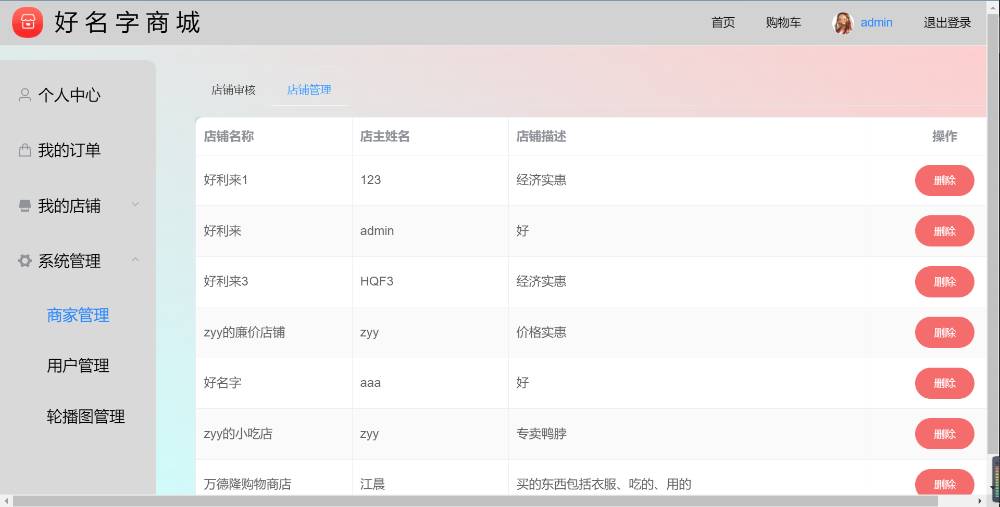 好名字商城
首页 购物车 admin 退出登录
个人中心
我的订单
我的店铺
系统管理
商家管理
用户管理
轮播图管理
店铺审核 店铺管理
店铺名称 店主姓名 店铺描述 操作
好利来1 123 经济实惠 删除
好利来 admin 好 删除
好利来3 HQF3 经济实惠 删除
zyy的廉价店铺 zyy 价格实惠 删除
好名字 aaa 好 删除
zyy的小吃店 zyy 专卖鸭脖 删除
万德隆购物商店 江晨 买的东西包括衣服、吃的、用的 删除